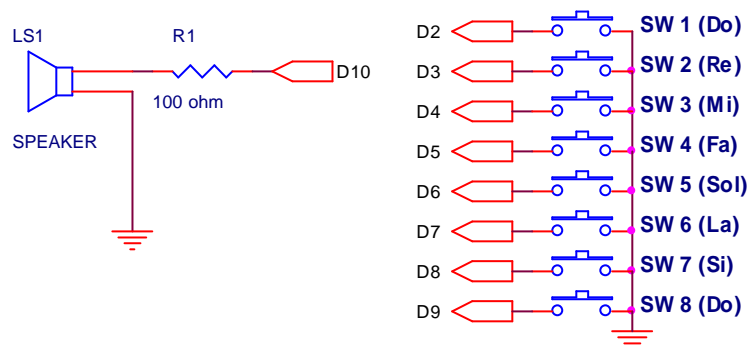 LS1
R1
D10
100 ohm
SPEAKER
D2 SW 1 (Do)
D3 SW 2 (Re)
D4 SW 3 (Mi)
D5 SW 4 (Fa)
D6 SW 5 (Sol)
D7 SW 6 (La)
D8 SW 7 (Si)
D9 SW 8 (Do)